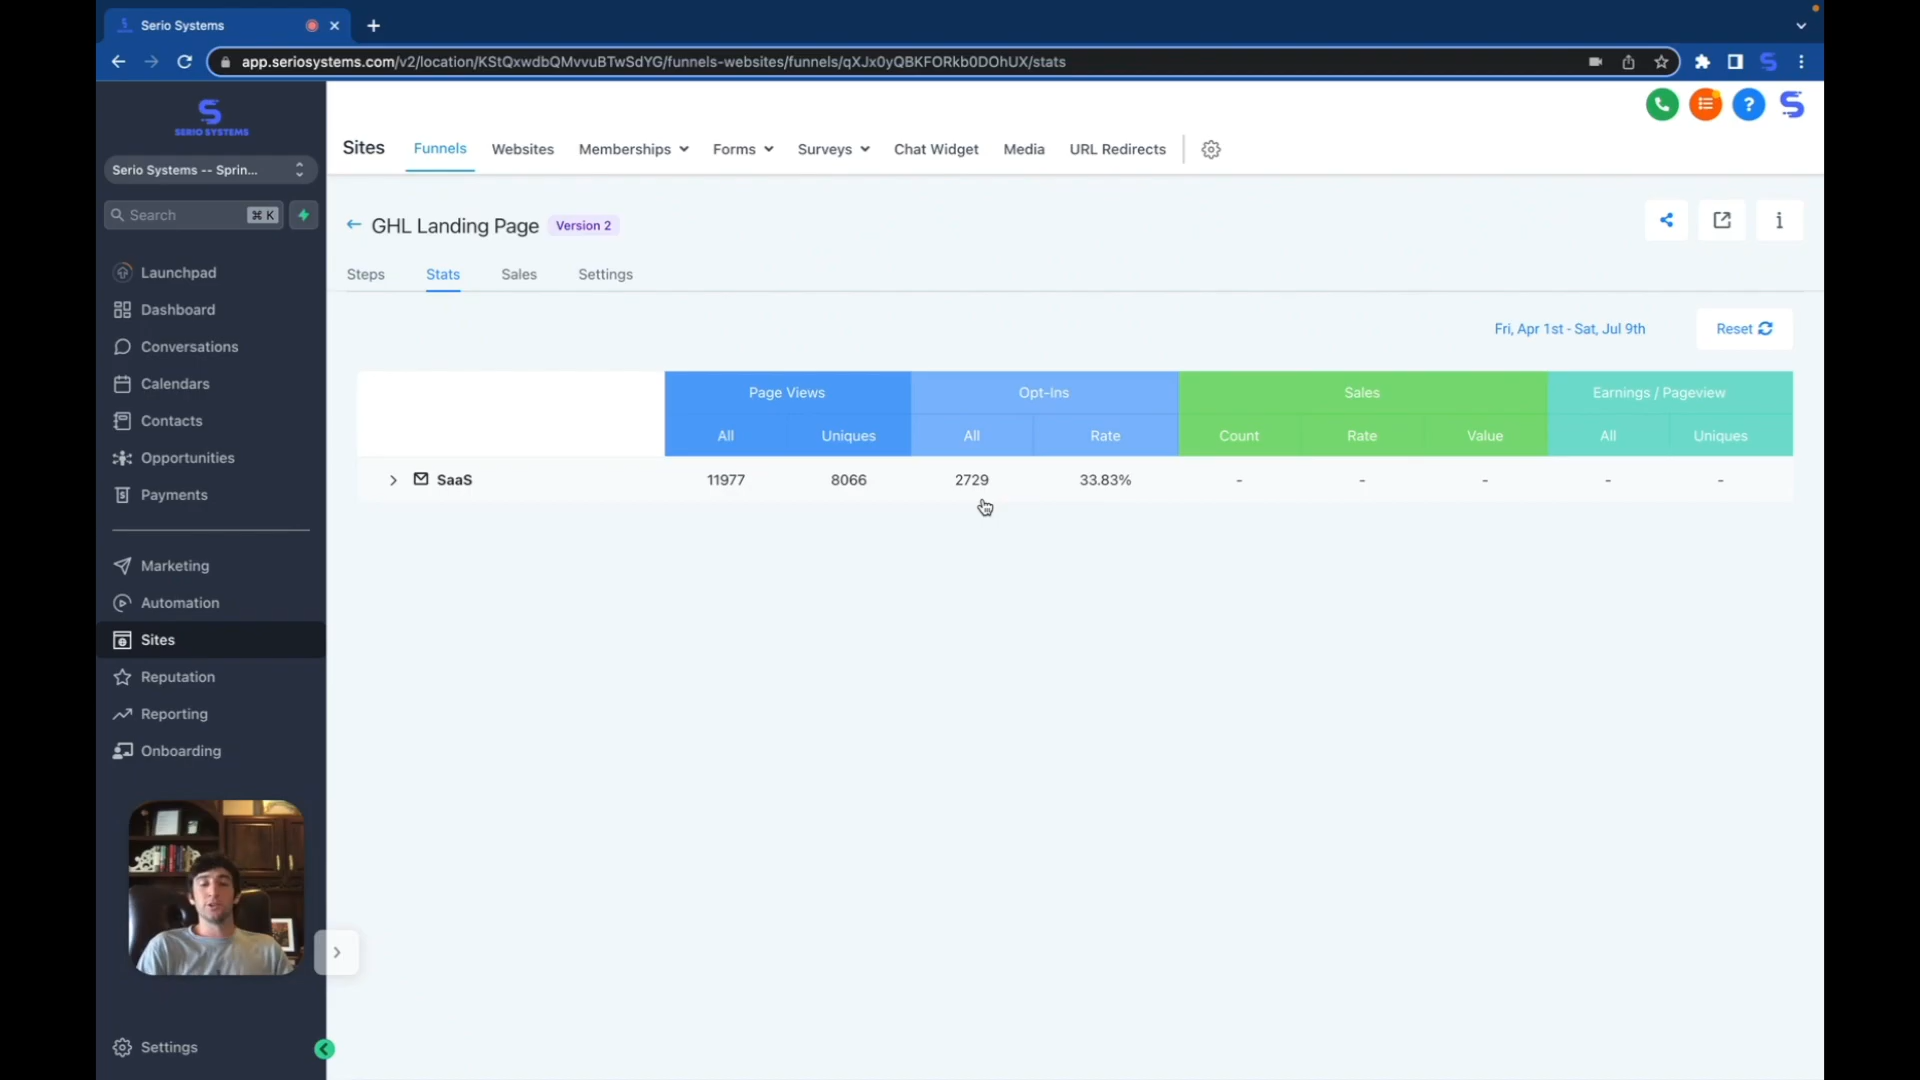 Serio Systems
app.seriosystems.com/v2/location/KStQxwdbQMvvuBTwSdYG/funnels-websites/funnels/qXJx0yQBKFORkb0DOhUX/stats
SERIO SYSTEMS
Serio Systems -- Sprin...
Search ⌘ K
Launchpad
Dashboard
Conversations
Calendars
Contacts
Opportunities
Payments
Marketing
Automation
Sites
Reputation
Reporting
Onboarding
Settings
Sites Funnels Websites Memberships Forms Surveys Chat Widget Media URL Redirects
GHL Landing Page Version 2
Steps Stats Sales Settings
Fri, Apr 1st - Sat, Jul 9th Reset
Page Views Opt-Ins Sales Earnings / Pageview
All Uniques All Rate Count Rate Value All Uniques
SaaS 11977 8066 2729 33.83% - - - - -